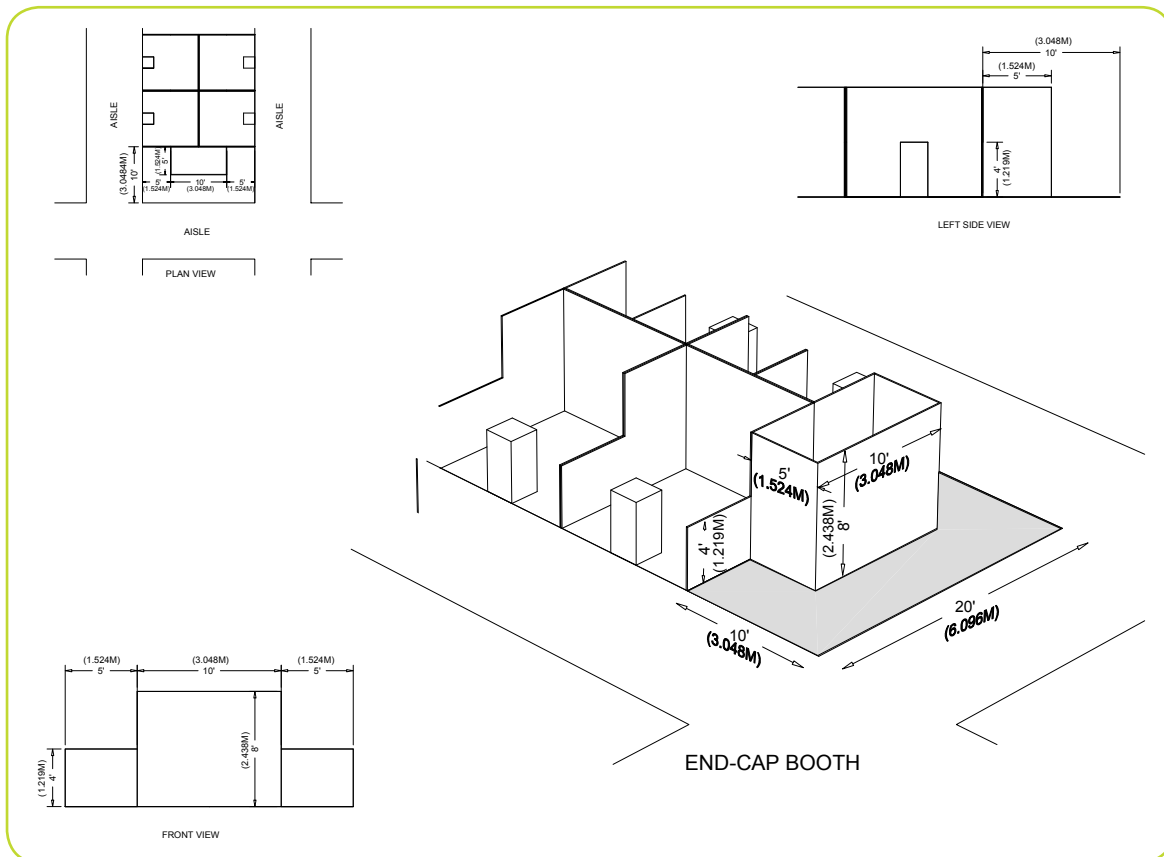 AISLE
AISLE
(3.0484M)
10'
(1.524M)
5'
5'
(1.524M)
10'
(3.048M)
5'
(1.524M)
AISLE
PLAN VIEW
(3.048M)
10'
(1.524M)
5'
4'
(1.219M)
LEFT SIDE VIEW
5'
(1.524M)
10'
(3.048M)
(2.438M)
8'
4'
(1.219M)
10'
(3.048M)
20'
(6.096M)
END-CAP BOOTH
(1.524M)
5'
(3.048M)
10'
(1.524M)
5'
(1.219M)
4'
(2.438M)
8'
FRONT VIEW